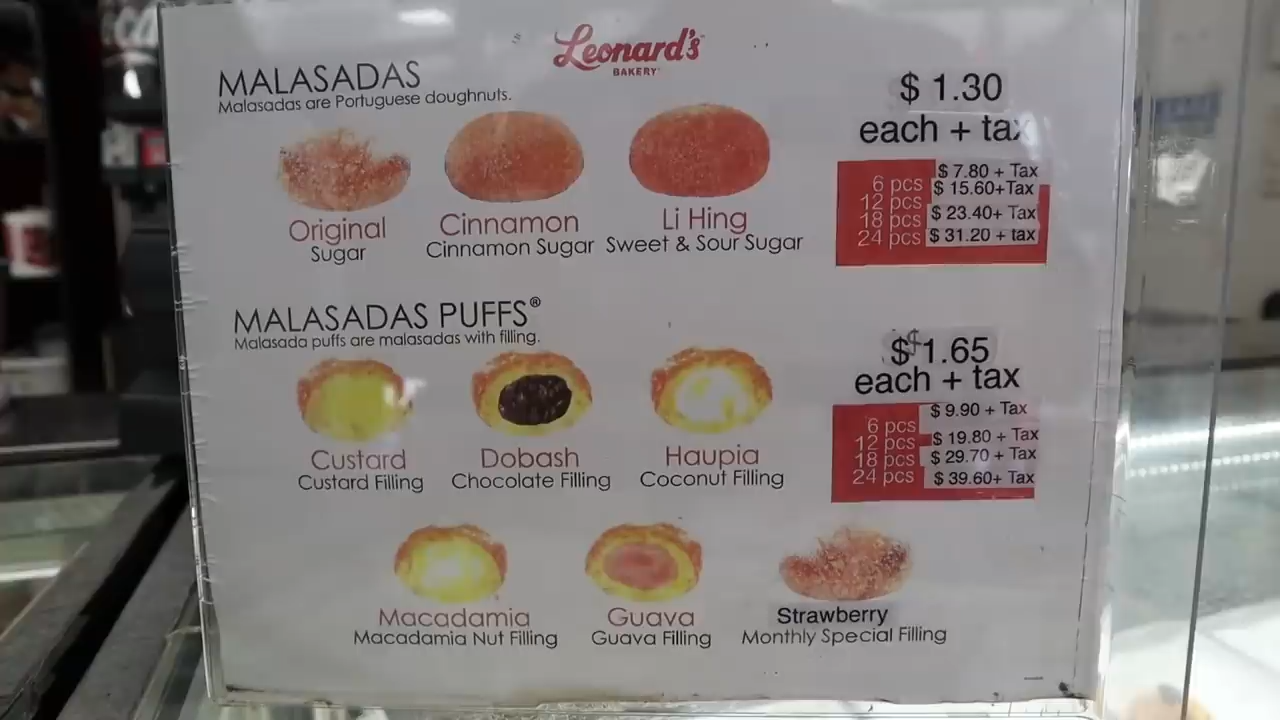 Leonard's
BAKERY
MALASADAS
Malasadas are Portuguese doughnuts.
$ 1.30
each + tax
Original
Sugar
Cinnamon
Cinnamon Sugar
Li Hing
Sweet & Sour Sugar
6 pcs $ 7.80 + Tax
12 pcs $ 15.60+Tax
18 pcs $ 23.40+ Tax
24 pcs $ 31.20 + tax
MALASADAS PUFFS®
Malasada puffs are malasadas with filling.
$ 1.65
each + tax
Custard
Custard Filling
Dobash
Chocolate Filling
Haupia
Coconut Filling
6 pcs $ 9.90 + Tax
12 pcs $ 19.80 + Tax
18 pcs $ 29.70 + Tax
24 pcs $ 39.60+ Tax
Macadamia
Macadamia Nut Filling
Guava
Guava Filling
Strawberry
Monthly Special Filling